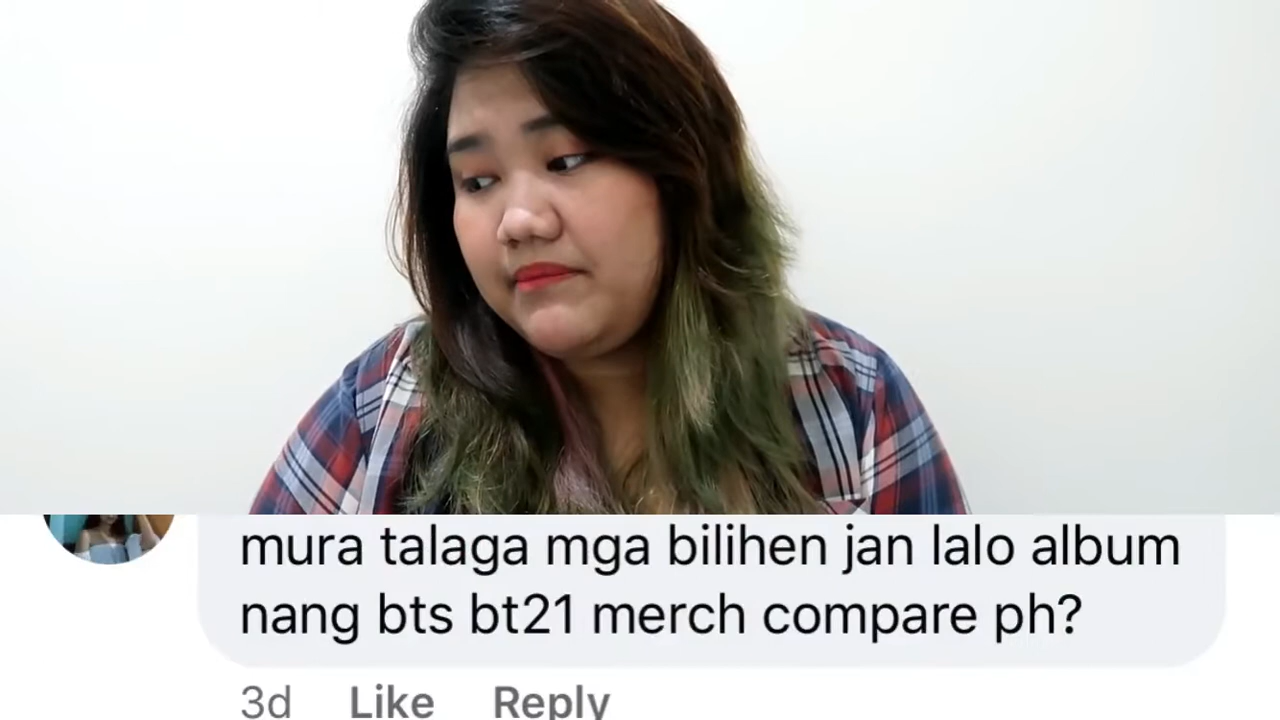 mura talaga mga bilihen jan lalo album
nang bts bt21 merch compare ph?
3d Like Reply